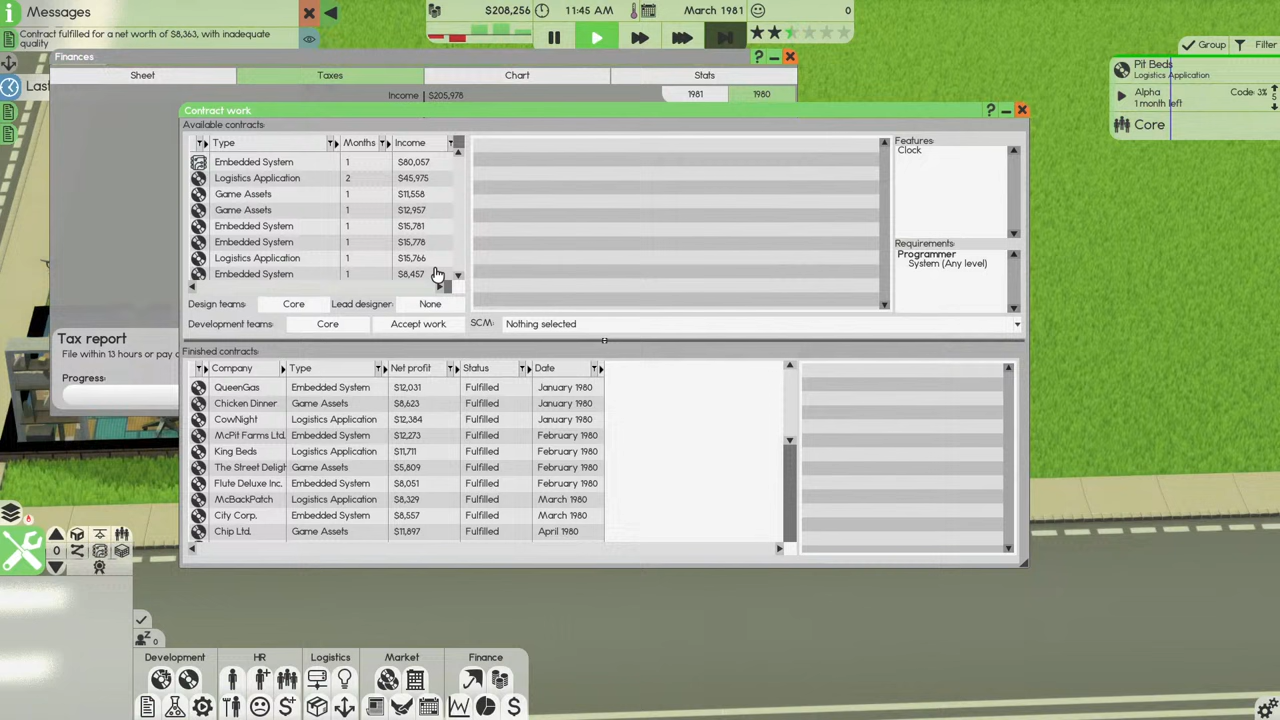 Messages
Contract fulfilled for a net worth of $8,363, with inadequate
quality
$208,256
11:45 AM
March 1981
0
Group
Filter
Finances
Sheet
Taxes
Chart
Stats
Income
$205,978
1981
1980
Pit Beds
Logistics Application
Alpha
Code: 3%
1 month left
Core
Last
Contract work
Available contracts:
Type
Months
Income
Embedded System 1 $80,057
Logistics Application 2 $45,975
Game Assets 1 $11,558
Game Assets 1 $12,957
Embedded System 1 $15,781
Embedded System 1 $15,778
Logistics Application 1 $15,766
Embedded System 1 $8,457
Features:
Clock
Requirements:
Programmer
System (Any level)
Design teams: Core Lead designer: None
Development teams: Core Accept work SCM: Nothing selected
Tax report
File within 13 hours or pay
Progress:
Finished contracts:
Company Type Net profit Status Date
QueenGas Embedded System $12,031 Fulfilled January 1980
Chicken Dinner Game Assets $8,623 Fulfilled January 1980
CowNight Logistics Application $12,384 Fulfilled January 1980
McPit Farms Ltd. Embedded System $12,273 Fulfilled February 1980
King Beds Logistics Application $11,711 Fulfilled February 1980
The Street Deligh Game Assets $5,809 Fulfilled February 1980
Flute Deluxe Inc. Embedded System $8,051 Fulfilled February 1980
McBackPatch Logistics Application $8,329 Fulfilled March 1980
City Corp. Embedded System $8,557 Fulfilled March 1980
Chip Ltd. Game Assets $11,897 Fulfilled April 1980
0
Z 0
Development
HR
Logistics
Market
Finance